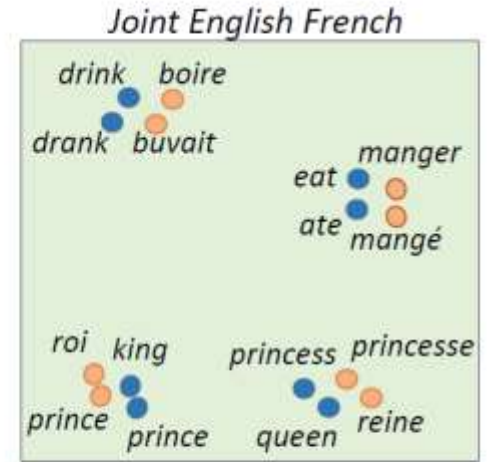 Joint English French
drink boire
drank buvait
manger
eat
ate
mangé
roi king
prince
prince
princess princesse
queen reine